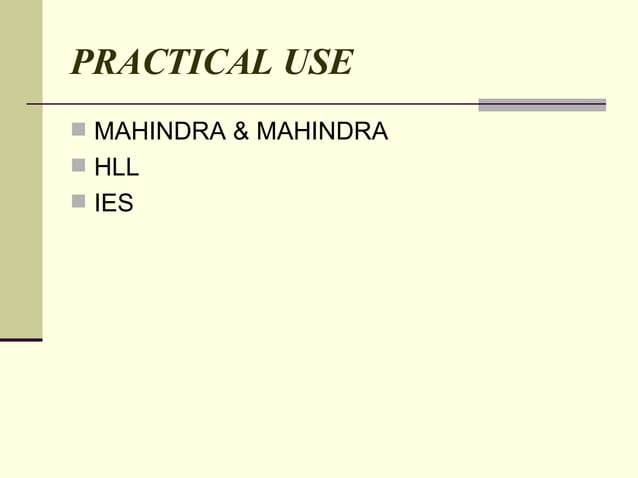 PRACTICAL USE
MAHINDRA & MAHINDRA
HLL
IES